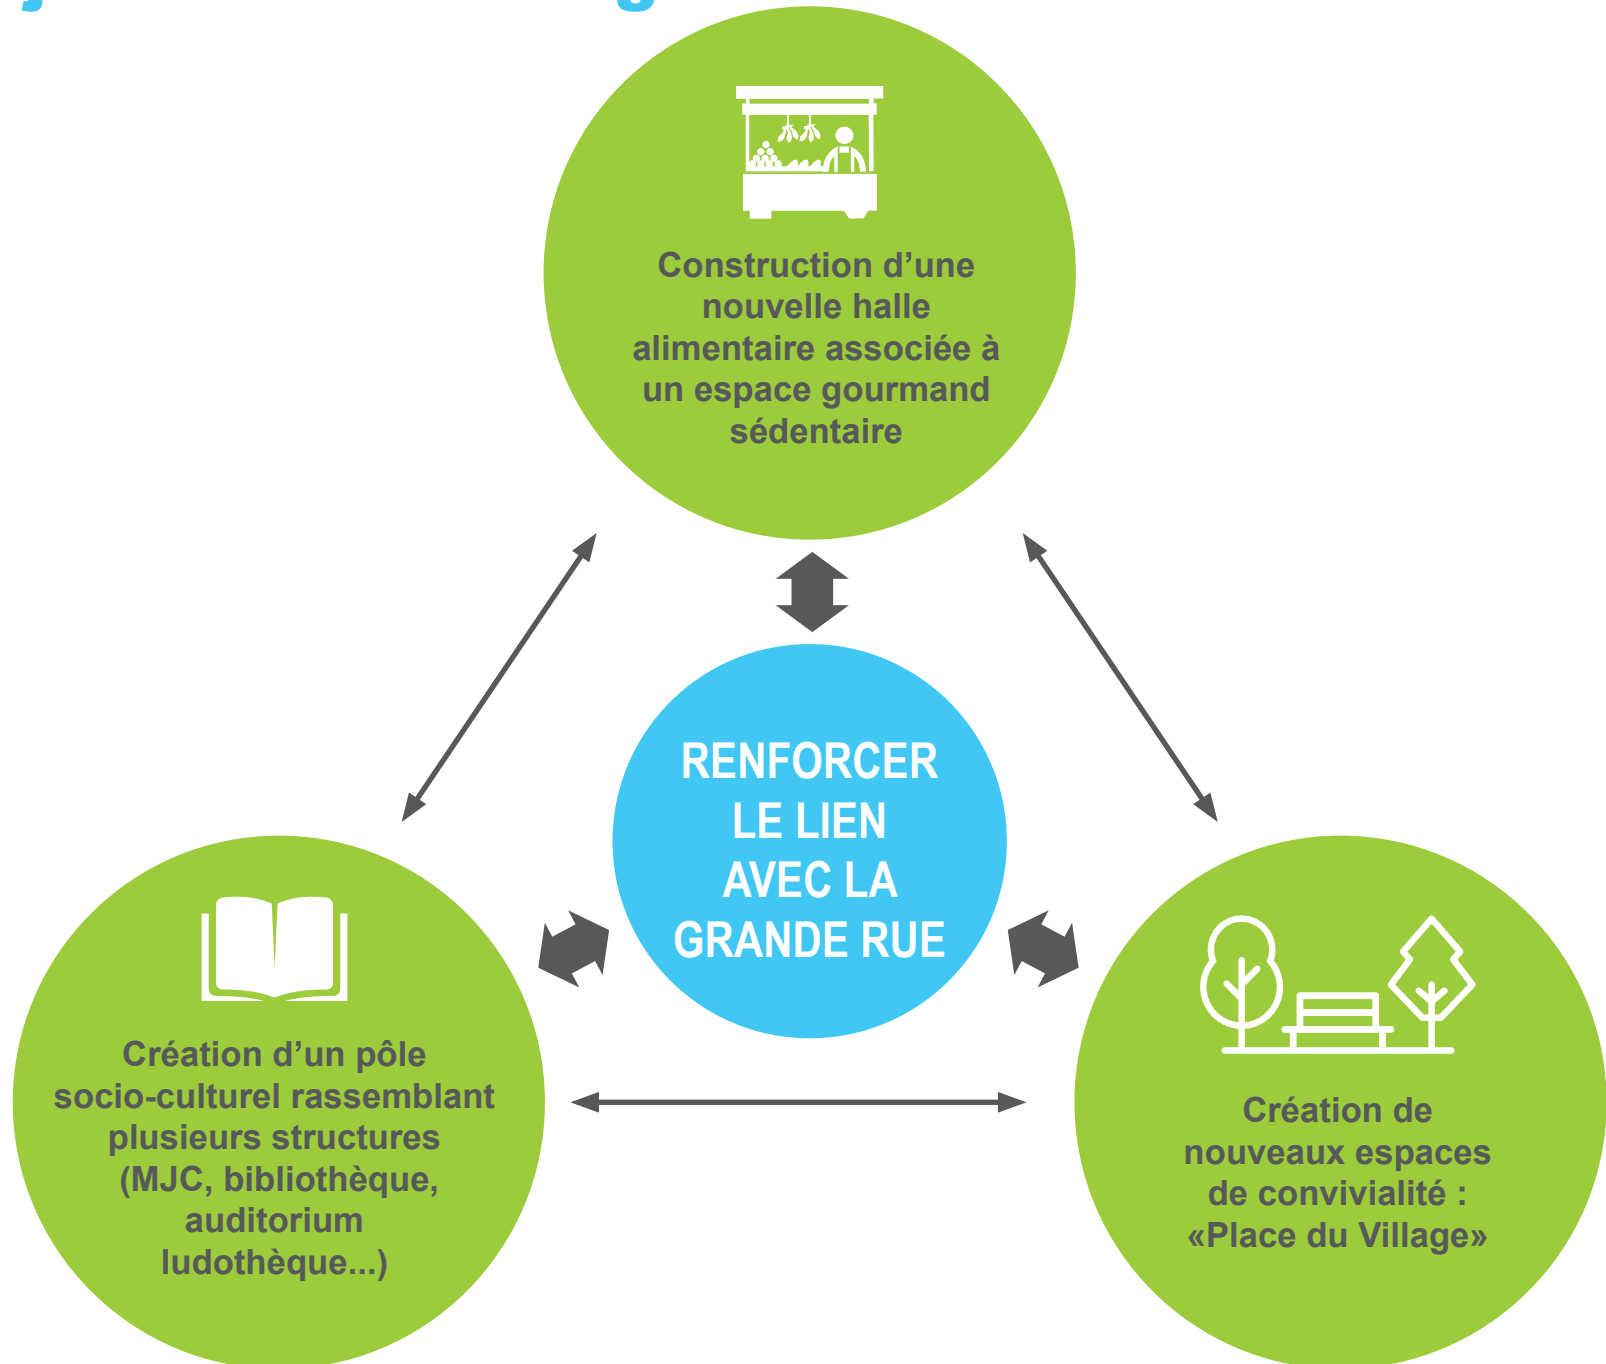 Construction d’une
nouvelle halle
alimentaire associée à
un espace gourmand
sédentaire
RENFORCER
LE LIEN
AVEC LA
GRANDE RUE
Création d’un pôle
socio-culturel rassemblant
plusieurs structures
(MJC, bibliothèque,
auditorium
ludothèque...)
Création de
nouveaux espaces
de convivialité :
«Place du Village»